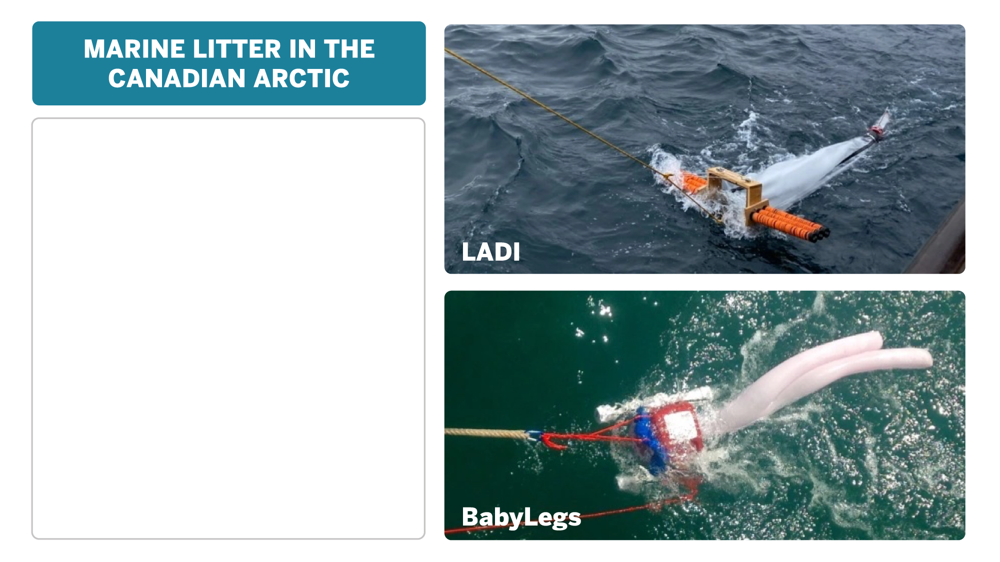 MARINE LITTER IN THE
CANADIAN ARCTIC
LADI
BabyLegs